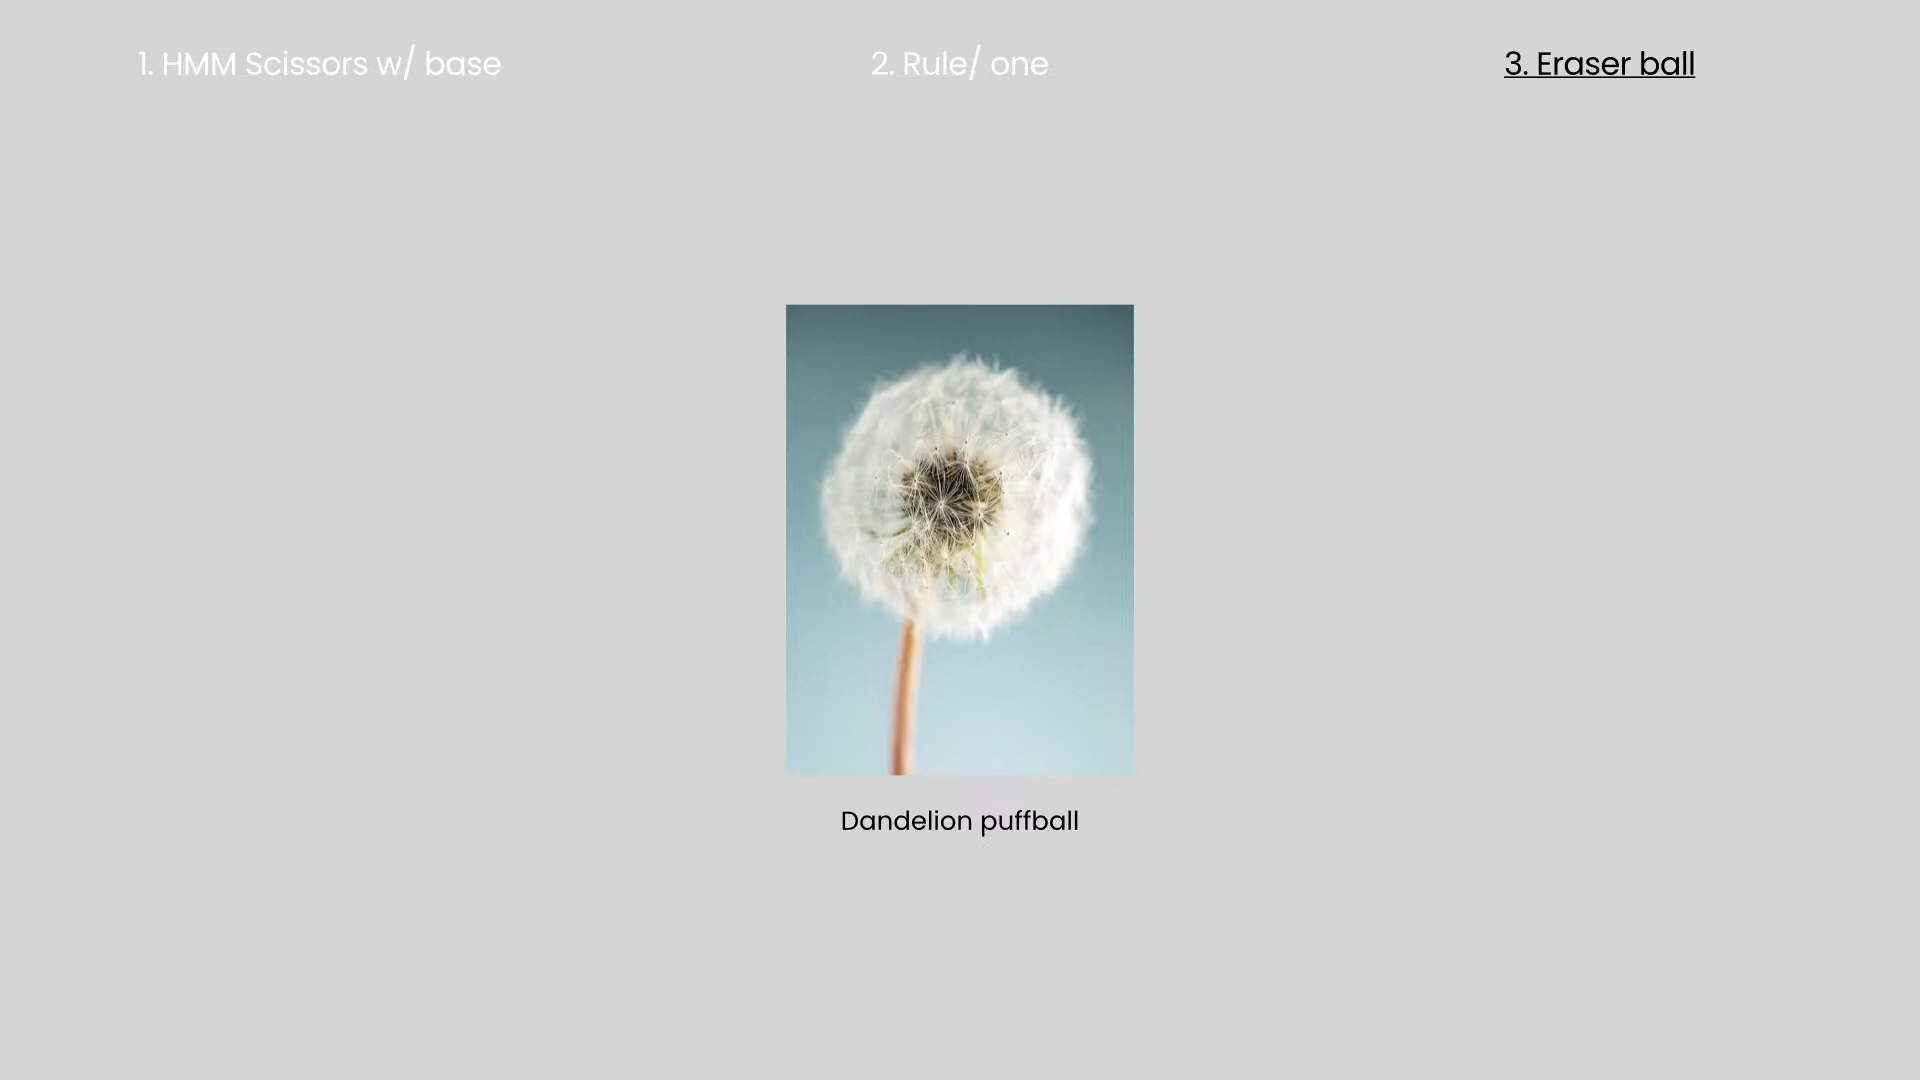 1. HMM Scissors w/ base
2. Rule/ one
3. Eraser ball
Dandelion puffball